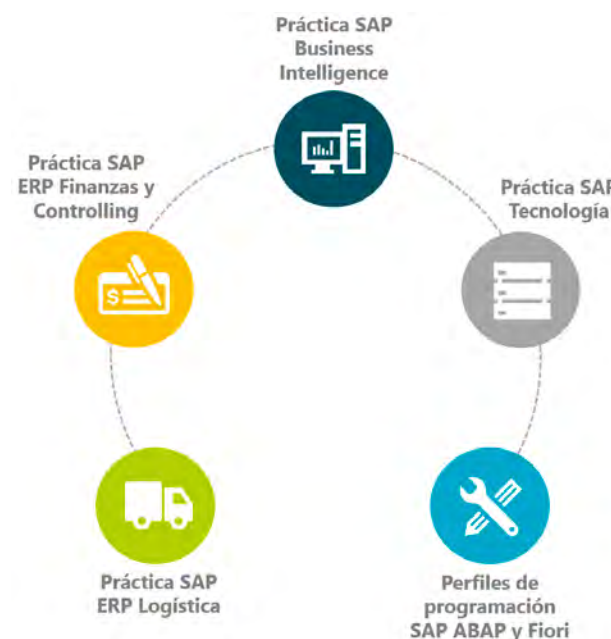 Práctica SAP
Business
Intelligence
Práctica SAP
ERP Finanzas y
Controlling
Práctica SAP
Tecnología
$
Práctica SAP
ERP Logística
Perfiles de
programación
SAP ABAP y Fiori